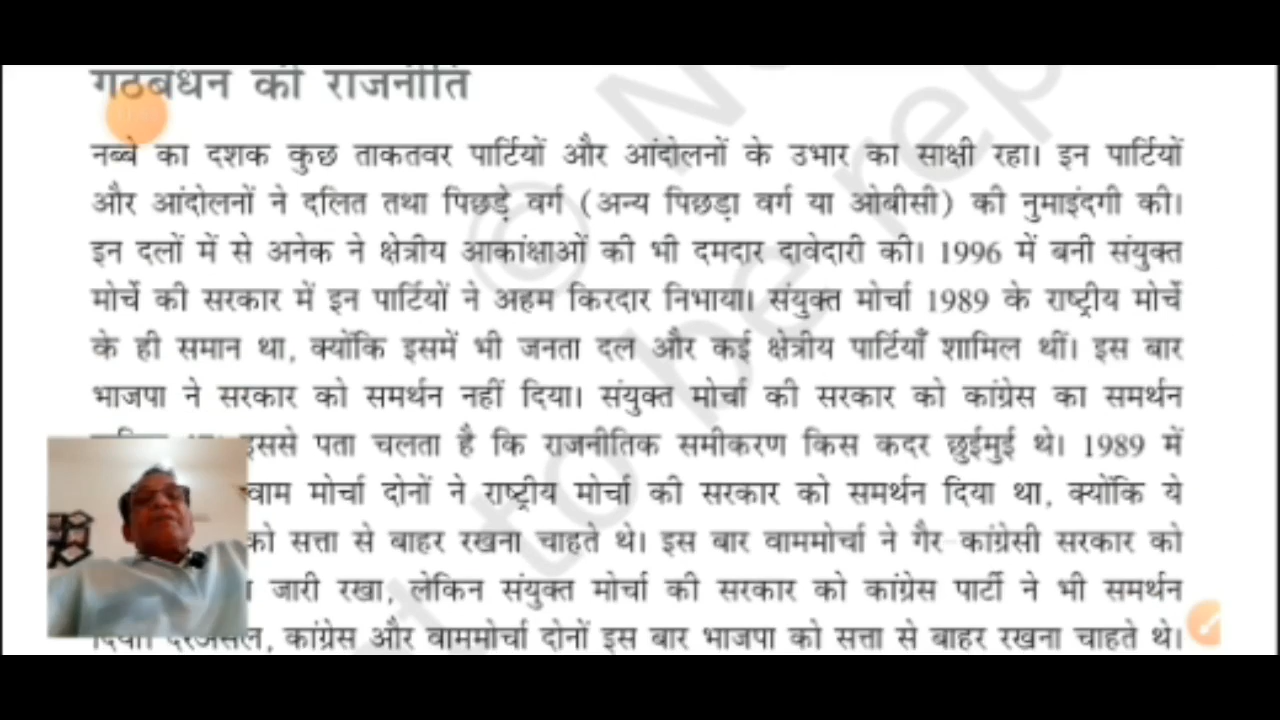 गठबंधन की राजनीति
नब्बे का दशक कुछ ताकतवर पार्टियों और आंदोलनों के उभार का साक्षी रहा। इन पार्टियों
और आंदोलनों ने दलित तथा पिछड़े वर्ग (अन्य पिछड़ा वर्ग या ओबीसी) की नुमाइंदगी की।
इन दलों में से अनेक ने क्षेत्रीय आकांक्षाओं की भी दमदार दावेदारी की। 1996 में बनी संयुक्त
मोर्चे की सरकार में इन पार्टियों ने अहम किरदार निभाया। संयुक्त मोर्चा 1989 के राष्ट्रीय मोर्चे
के ही समान था, क्योंकि इसमें भी जनता दल और कई क्षेत्रीय पार्टियाँ शामिल थीं। इस बार
भाजपा ने सरकार को समर्थन नहीं दिया। संयुक्त मोर्चा की सरकार को कांग्रेस का समर्थन
इससे पता चलता है कि राजनीतिक समीकरण किस कदर छुईमुई थे। 1989 में
वाम मोर्चा दोनों ने राष्ट्रीय मोर्चा की सरकार को समर्थन दिया था, क्योंकि ये
को सत्ता से बाहर रखना चाहते थे। इस बार वाममोर्चा ने गैर-कांग्रेसी सरकार को
जारी रखा, लेकिन संयुक्त मोर्चा की सरकार को कांग्रेस पार्टी ने भी समर्थन
दिया। दरअसल, कांग्रेस और वाममोर्चा दोनों इस बार भाजपा को सत्ता से बाहर रखना चाहते थे।